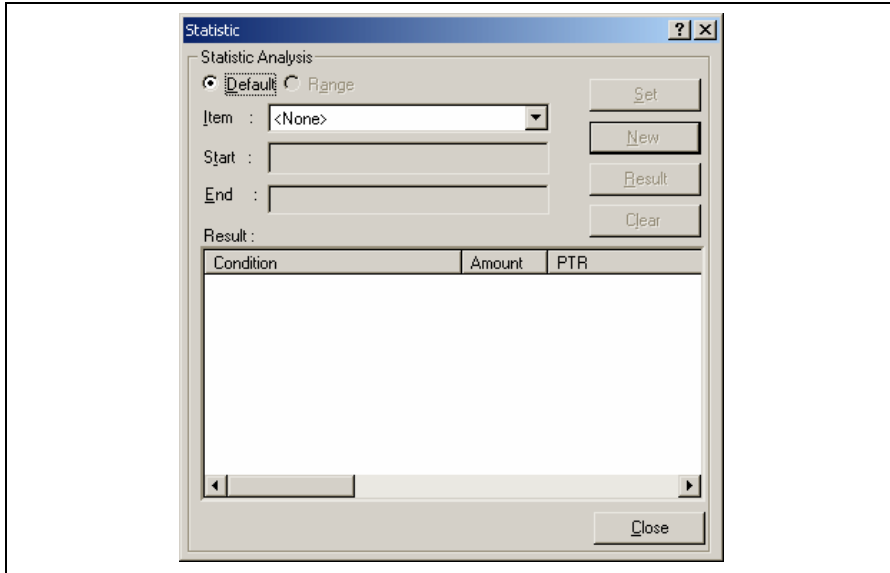 Statistic
Statistic Analysis
Default Range
Set
Item : <None>
New
Start :
Result
End :
Clear
Result :
Condition Amount PTR
Close